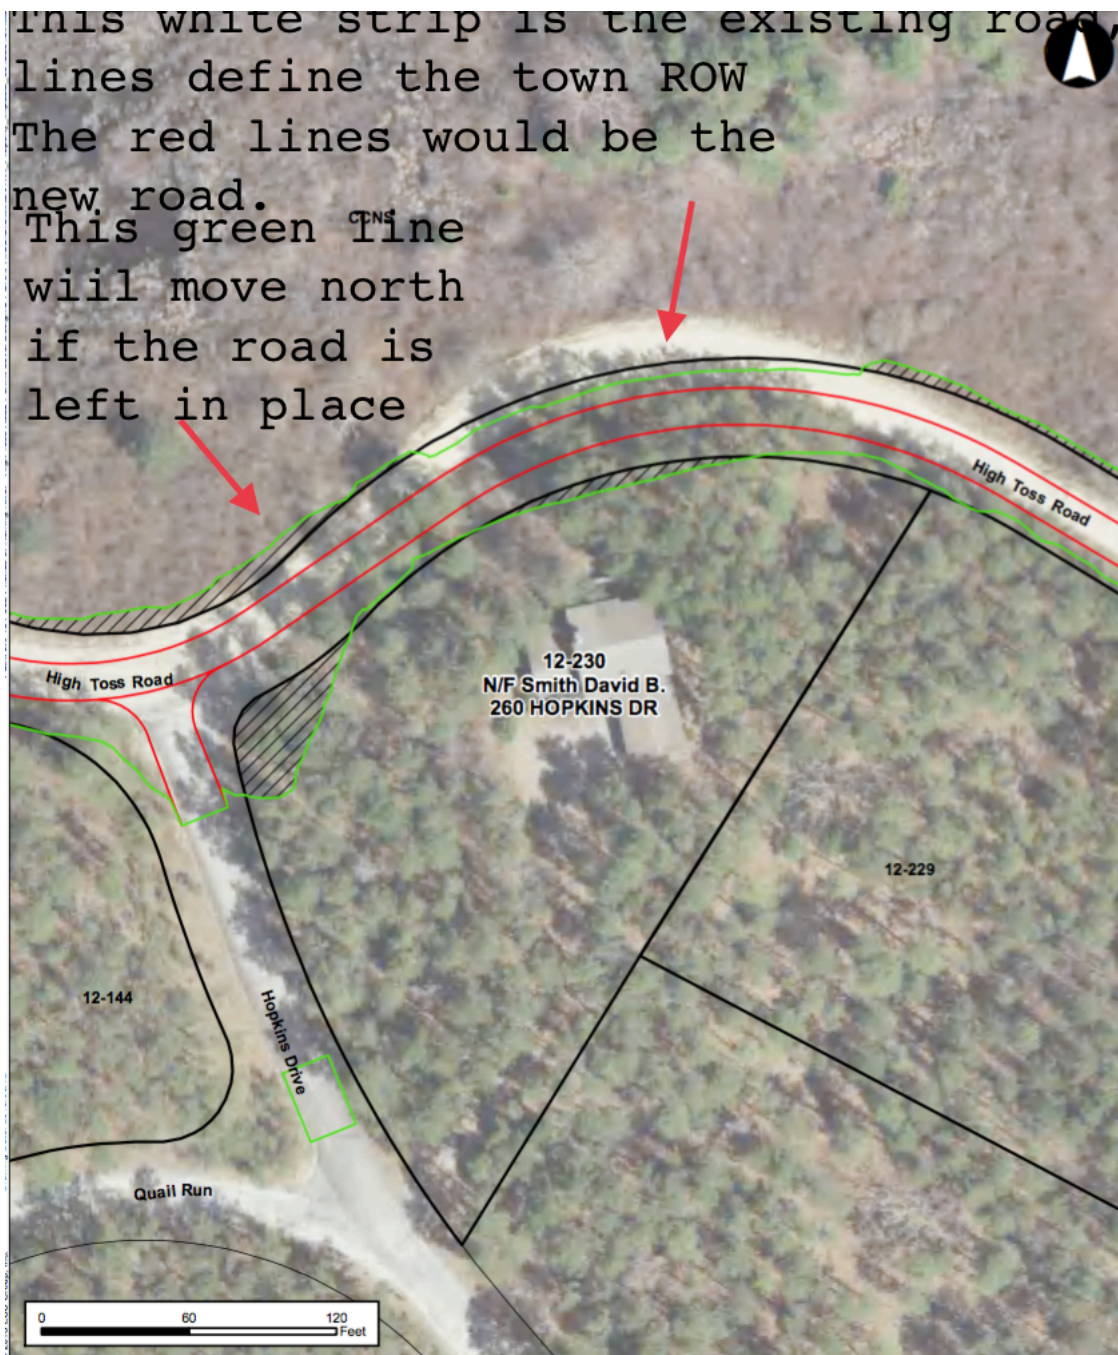 This white strip is the existing road,
lines define the town ROW
The red lines would be the
new road.
CCNS
This green line
wiil move north
if the road is
left in place
High Toss Road
High Toss Road
12-230
N/F Smith David B.
260 HOPKINS DR
12-229
12-144
Hopkins Drive
Quail Run
0 60 120
Feet